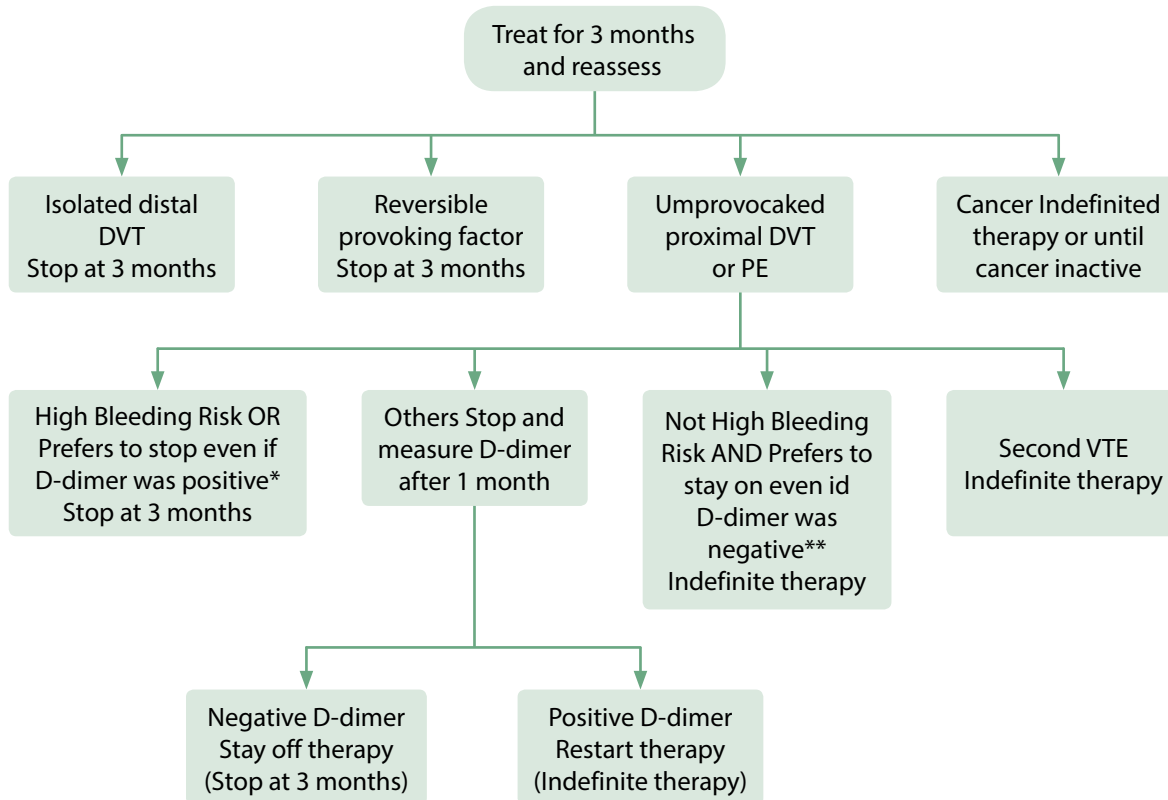 Treat for 3 months
and reassess
Isolated distal
DVT
Stop at 3 months
Reversible
provoking factor
Stop at 3 months
Umprovocaked
proximal DVT
or PE
Cancer Indefinited
therapy or until
cancer inactive
High Bleeding Risk OR
Prefers to stop even if
D-dimer was positive*
Stop at 3 months
Others Stop and
measure D-dimer
after 1 month
Not High Bleeding
Risk AND Prefers to
stay on even id
D-dimer was
negative**
Indefinite therapy
Second VTE
Indefinite therapy
Negative D-dimer
Stay off therapy
(Stop at 3 months)
Positive D-dimer
Restart therapy
(Indefinite therapy)